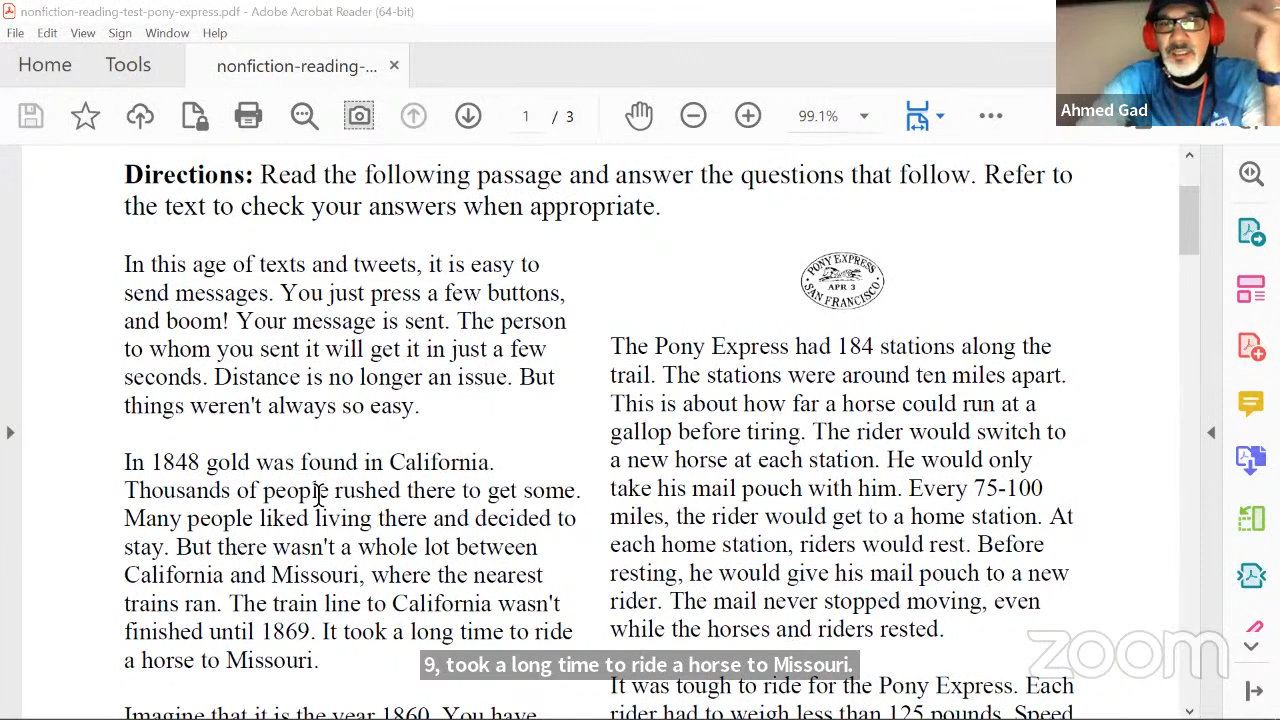 nonfiction-reading-test-pony-express.pdf - Adobe Acrobat Reader (64-bit)
File Edit View Sign Window Help
Home Tools nonfiction-reading-... ×
1 / 3 99.1%
Ahmed Gad
Directions: Read the following passage and answer the questions that follow. Refer to
the text to check your answers when appropriate.
In this age of texts and tweets, it is easy to
send messages. You just press a few buttons,
and boom! Your message is sent. The person
to whom you sent it will get it in just a few
seconds. Distance is no longer an issue. But
things weren't always so easy.
In 1848 gold was found in California.
Thousands of people rushed there to get some.
Many people liked living there and decided to
stay. But there wasn't a whole lot between
California and Missouri, where the nearest
trains ran. The train line to California wasn't
finished until 1869. It took a long time to ride
a horse to Missouri.
Imagine that it is the year 1860. You have
PONY EXPRESS
APR 3
SAN FRANCISCO
The Pony Express had 184 stations along the
trail. The stations were around ten miles apart.
This is about how far a horse could run at a
gallop before tiring. The rider would switch to
a new horse at each station. He would only
take his mail pouch with him. Every 75-100
miles, the rider would get to a home station. At
each home station, riders would rest. Before
resting, he would give his mail pouch to a new
rider. The mail never stopped moving, even
while the horses and riders rested.
It was tough to ride for the Pony Express. Each
rider had to weigh less than 125 pounds. Speed
9, took a long time to ride a horse to Missouri.
zoom